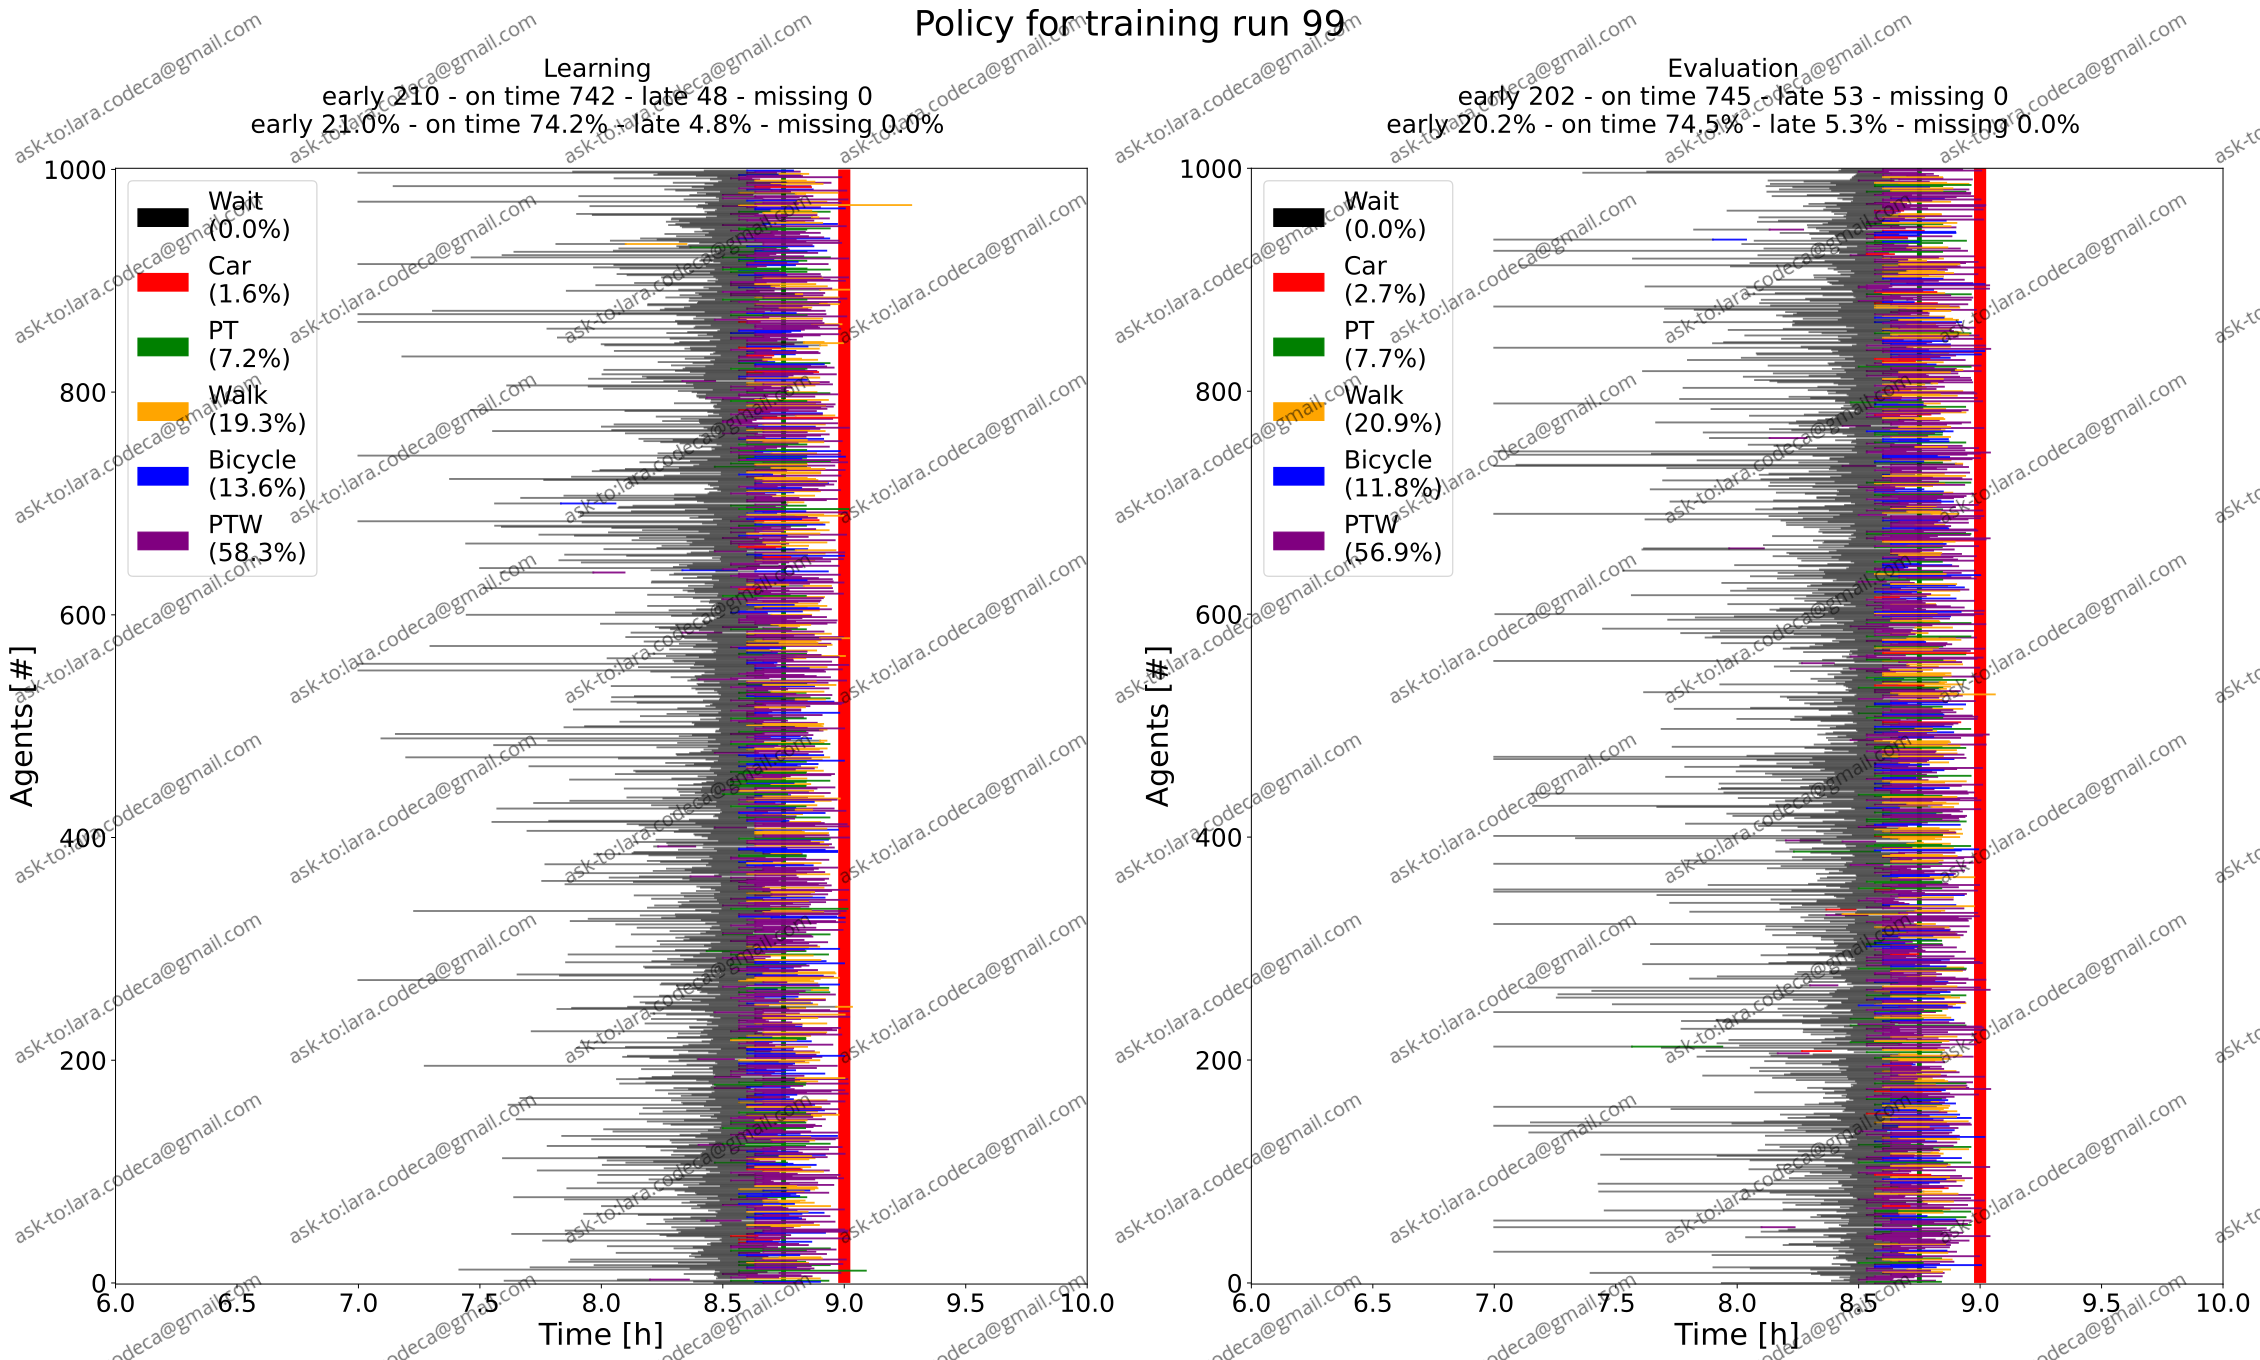 Policy for training run 99
Learning
early 210 - on time 742 - late 48 - missing 0
early 21.0% - on time 74.2% - late 4.8% - missing 0.0%
1000
800
600
400
200
0
Agents [#]
Wait
(0.0%)
Car
(1.6%)
PT
(7.2%)
Walk
(19.3%)
Bicycle
(13.6%)
PTW
(58.3%)
6.0 6.5 7.0 7.5 8.0 8.5 9.0 9.5 10.0
Time [h]
Evaluation
early 202 - on time 745 - late 53 - missing 0
early 20.2% - on time 74.5% - late 5.3% - missing 0.0%
1000
800
600
400
200
0
Agents [#]
Wait
(0.0%)
Car
(2.7%)
PT
(7.7%)
Walk
(20.9%)
Bicycle
(11.8%)
PTW
(56.9%)
6.0 6.5 7.0 7.5 8.0 8.5 9.0 9.5 10.0
Time [h]
ask-to:lara.codeca@gmail.com